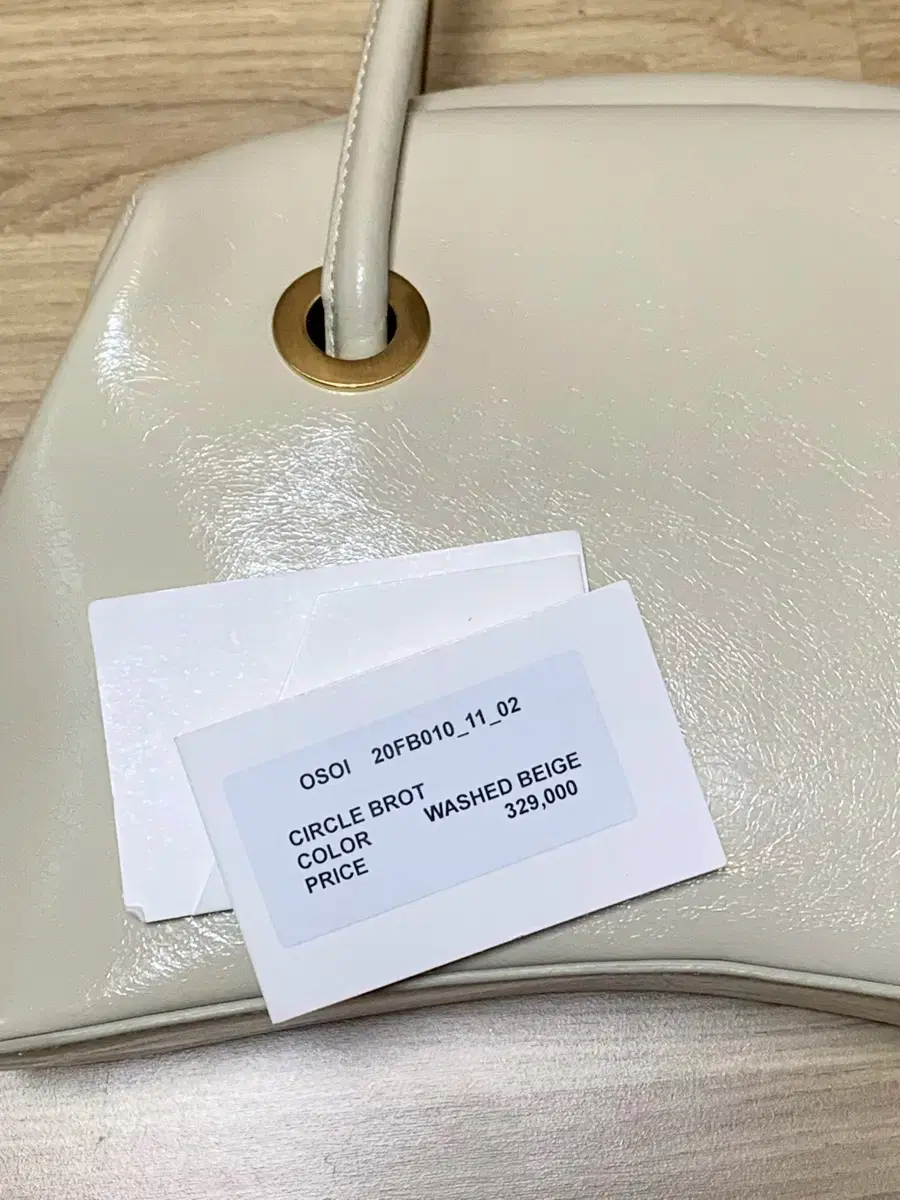 OSOI 20FB010_11_02
CIRCLE BROT
COLOR WASHED BEIGE
PRICE 329,000